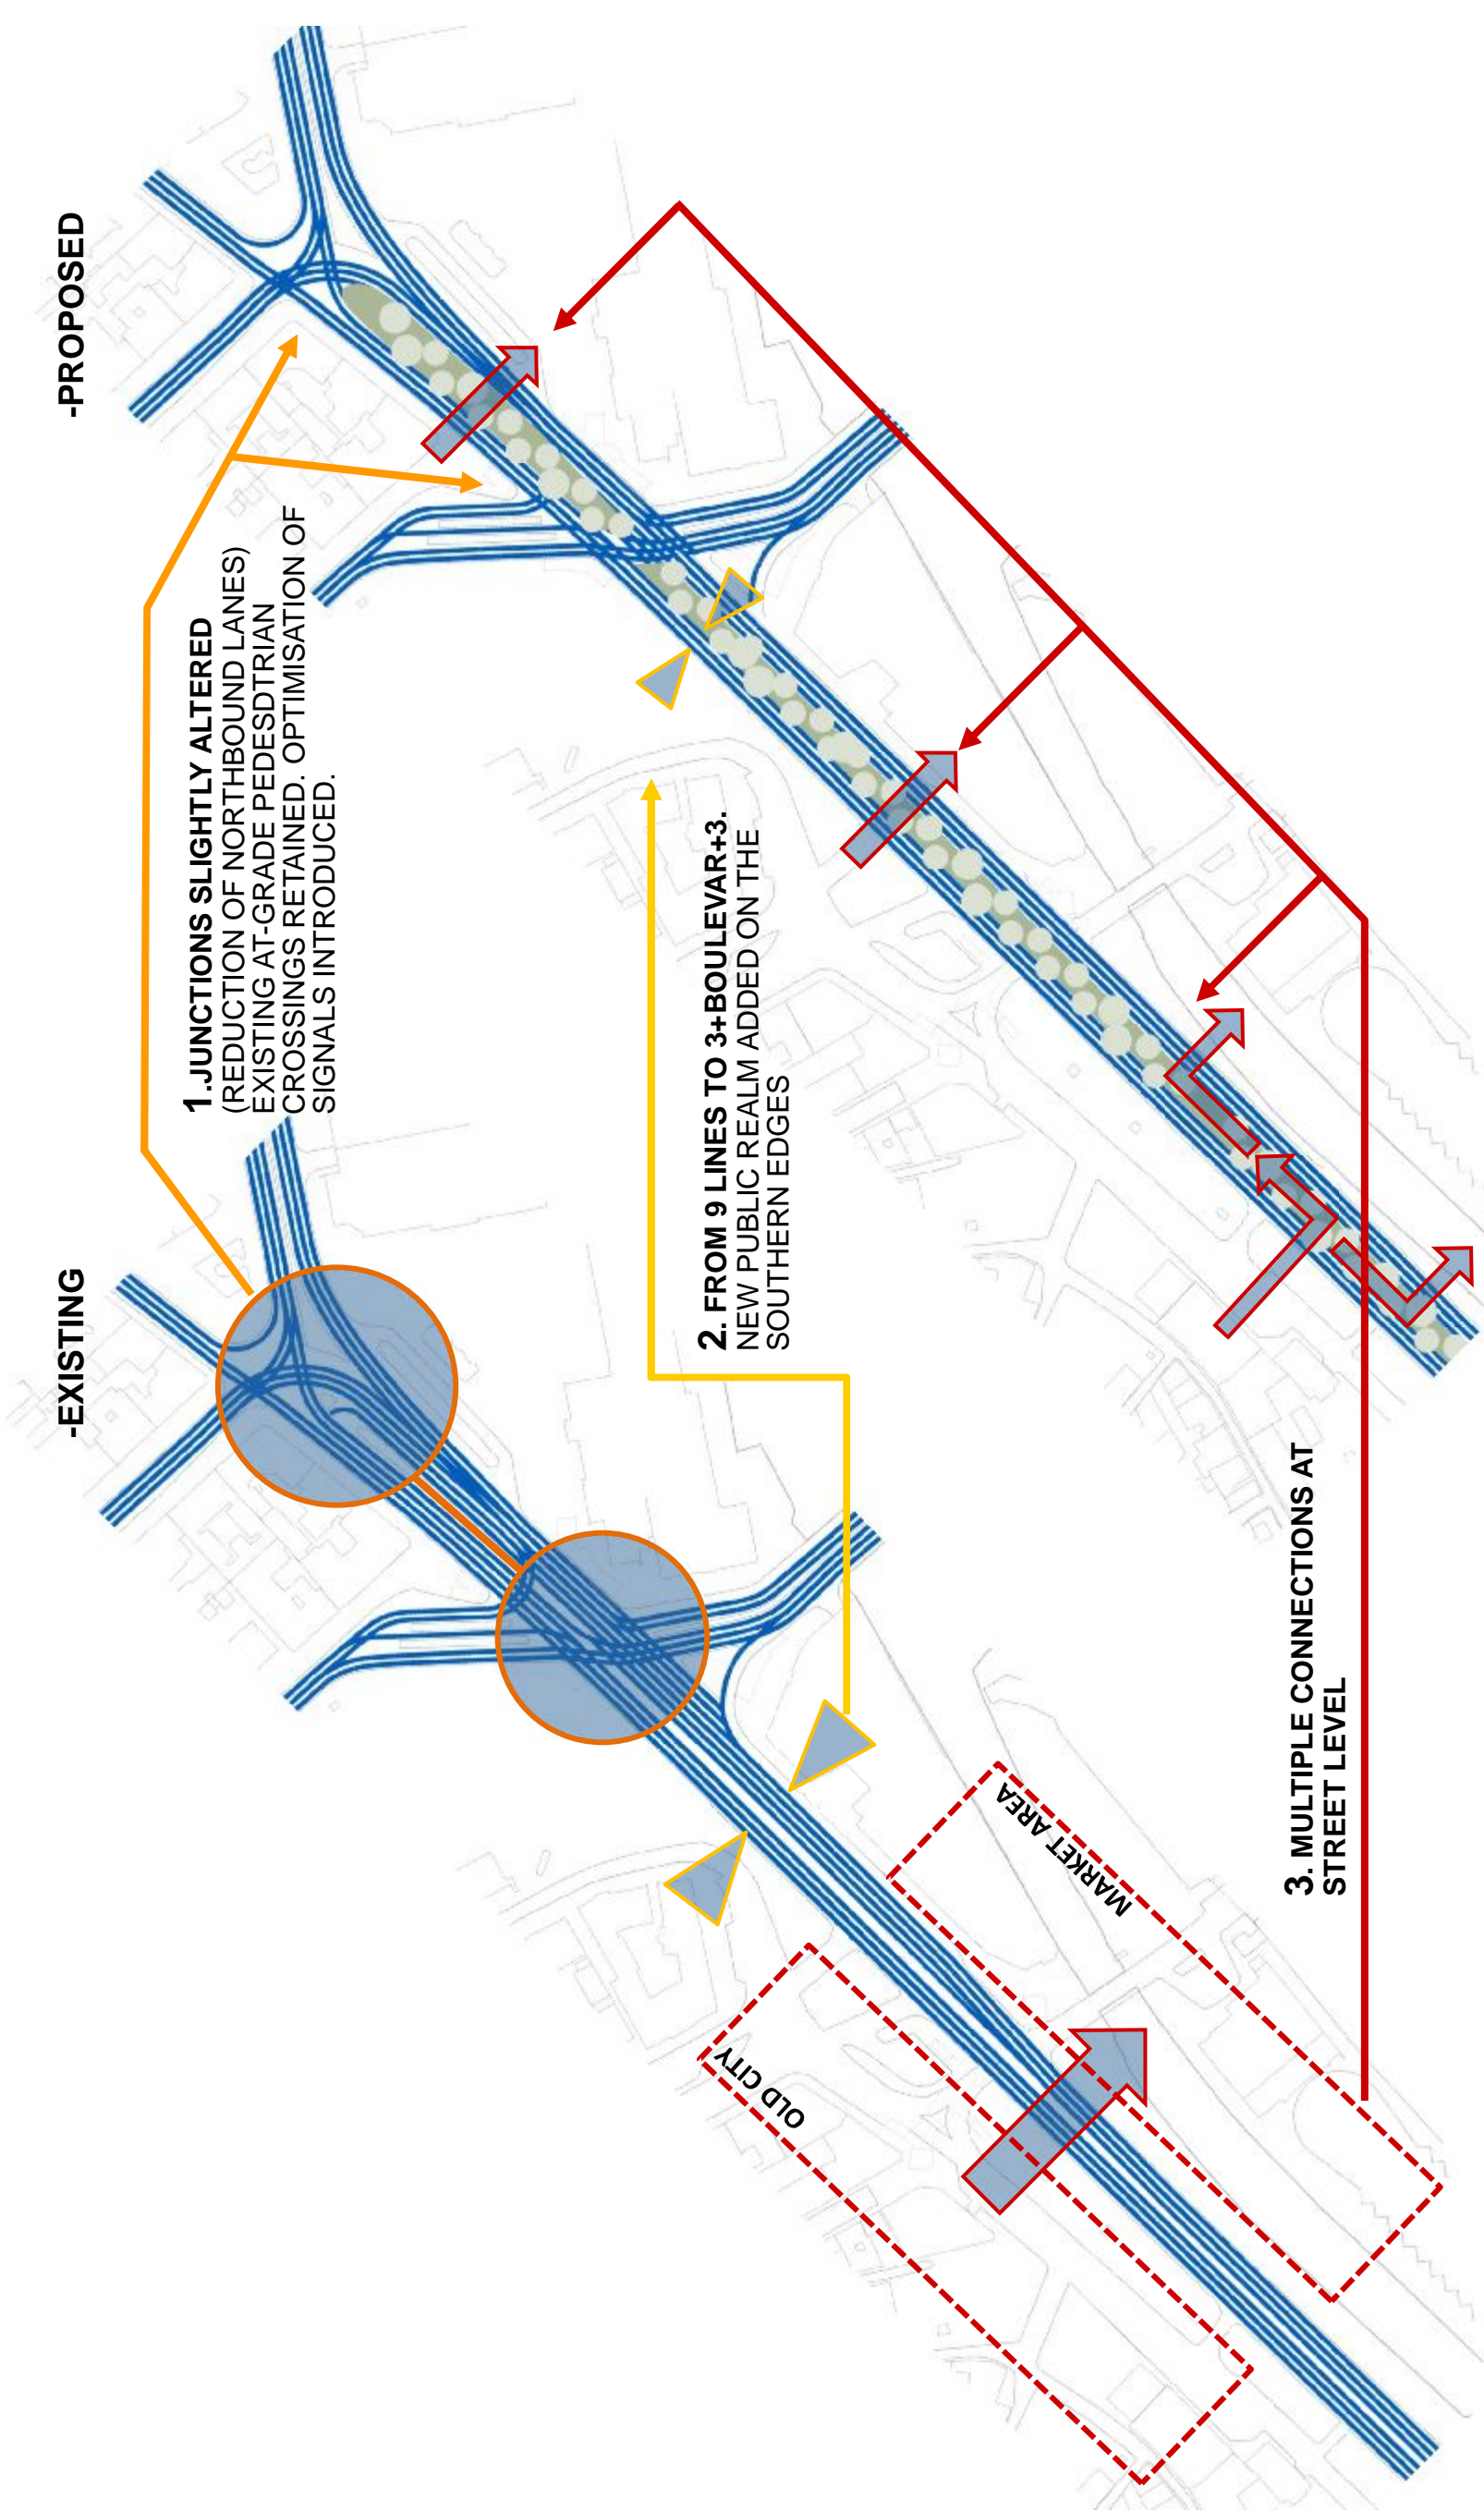 -EXISTING
-PROPOSED
1.JUNCTIONS SLIGHTLY ALTERED
(REDUCTION OF NORTHBOUND LANES)
EXISTING AT-GRADE PEDESDTRIAN
CROSSINGS RETAINED. OPTIMISATION OF
SIGNALS INTRODUCED.
2. FROM 9 LINES TO 3+BOULEVAR+3.
NEW PUBLIC REALM ADDED ON THE
SOUTHERN EDGES
OLD CITY
MARKET AREA
3. MULTIPLE CONNECTIONS AT
STREET LEVEL